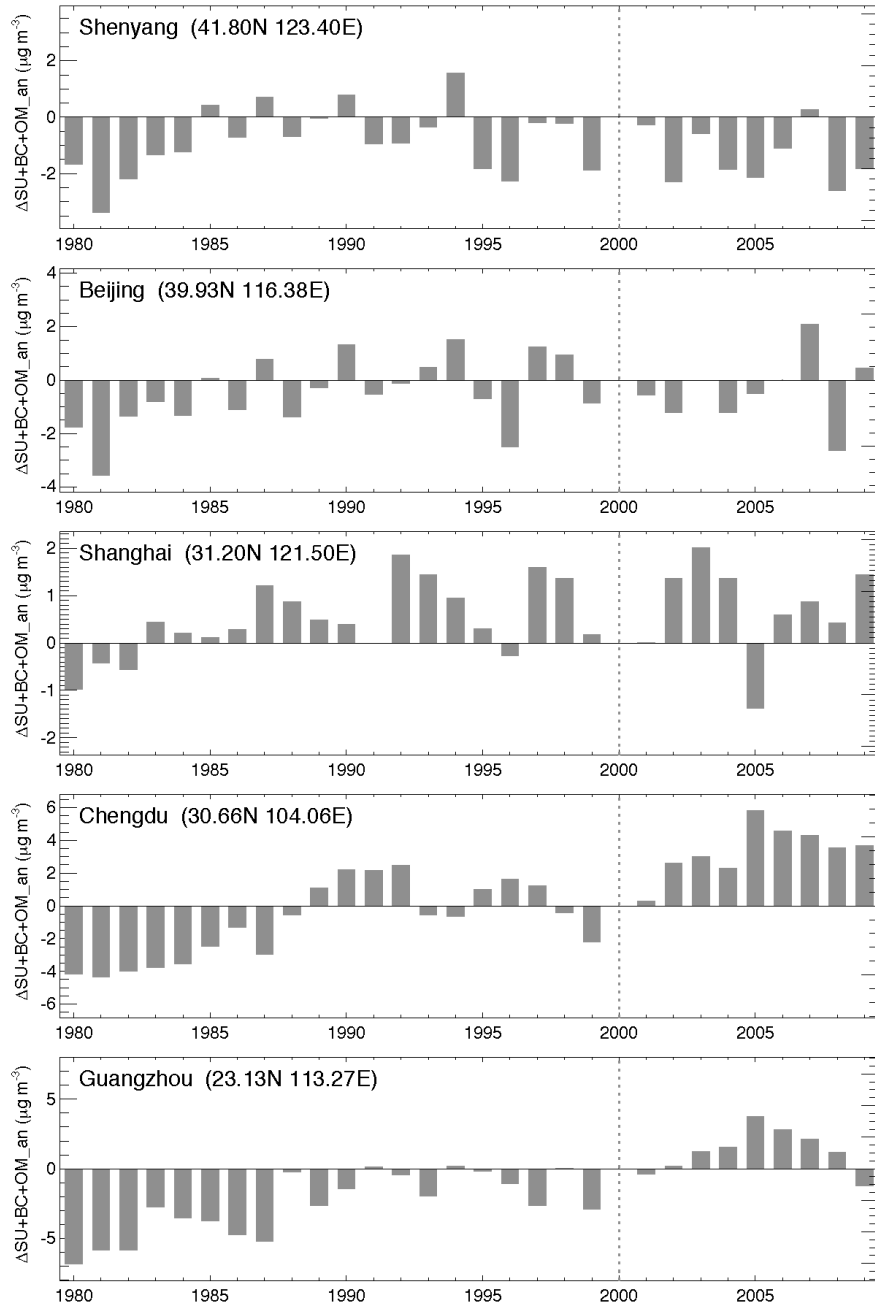 Shenyang (41.80N 123.40E)
ΔSU+BC+OM_an (μg m⁻³)
2
0
-2
1980 1985 1990 1995 2000 2005
Beijing (39.93N 116.38E)
ΔSU+BC+OM_an (μg m⁻³)
4
2
0
-2
-4
1980 1985 1990 1995 2000 2005
Shanghai (31.20N 121.50E)
ΔSU+BC+OM_an (μg m⁻³)
2
1
0
-1
-2
1980 1985 1990 1995 2000 2005
Chengdu (30.66N 104.06E)
ΔSU+BC+OM_an (μg m⁻³)
6
4
2
0
-2
-4
-6
1980 1985 1990 1995 2000 2005
Guangzhou (23.13N 113.27E)
ΔSU+BC+OM_an (μg m⁻³)
5
0
-5
1980 1985 1990 1995 2000 2005